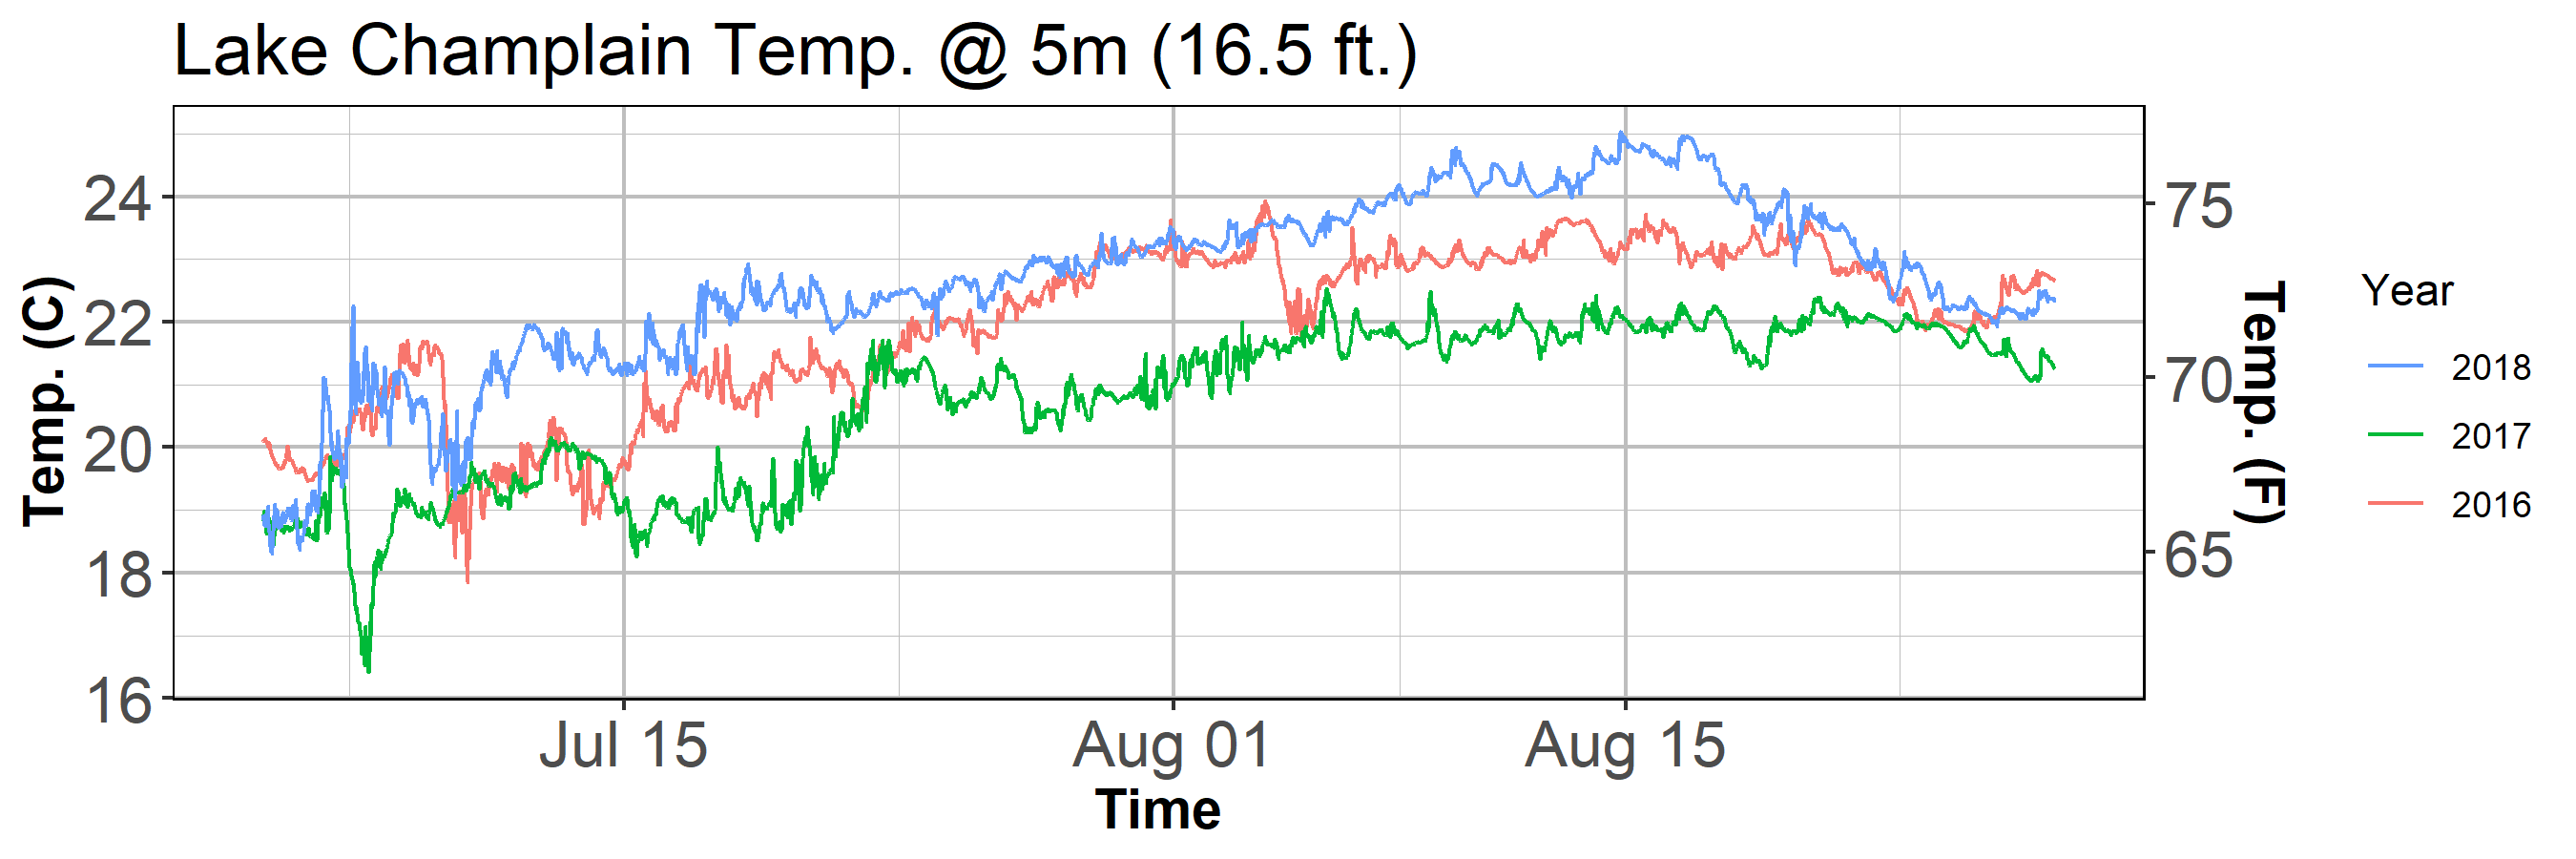 Lake Champlain Temp. @ 5m (16.5 ft.)
Temp. (C)
24
22
20
18
16
Jul 15
Aug 01
Aug 15
Time
75
70
65
Temp. (F)
Year
2018
2017
2016